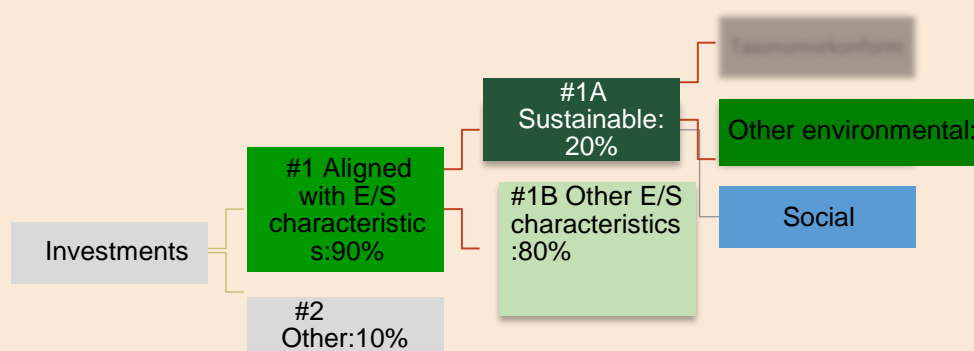 Investments
#1 Aligned
with E/S
characteristic
s:90%
#2
Other:10%
#1A
Sustainable:
20%
#1B Other E/S
characteristics
:80%
Taxonomiekonform
Other environmental:
Social